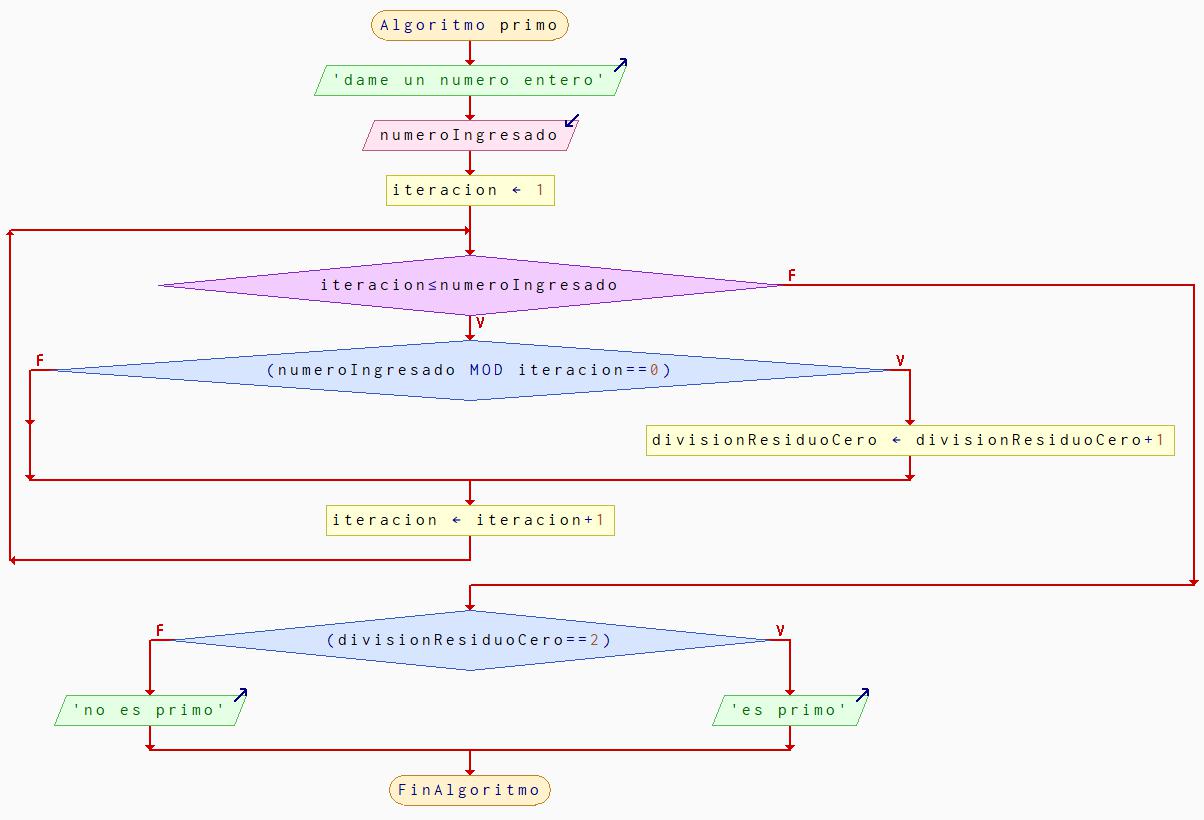 Algoritmo primo
'dame un numero entero'
numeroIngresado
iteracion ← 1
iteracion≤numeroIngresado
F
V
F
(numeroIngresado MOD iteracion==0)
V
divisionResiduoCero ← divisionResiduoCero+1
iteracion ← iteracion+1
F
(divisionResiduoCero==2)
V
'no es primo'
'es primo'
FinAlgoritmo